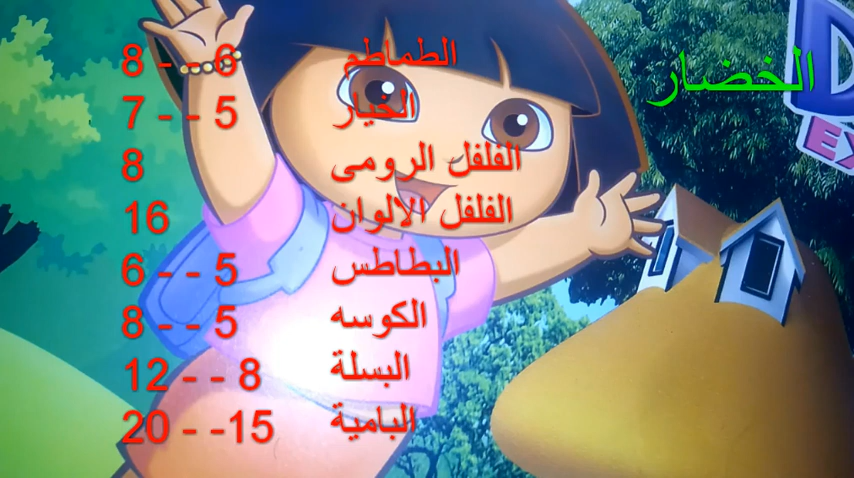 الخضار
الطماطم 6 - - 8
الخيار 5 - - 7
الفلفل الرومى 8
الفلفل الالوان 16
البطاطس 5 - - 6
الكوسه 5 - - 8
البسلة 8 - - 12
البامية 15- - 20
D
EX